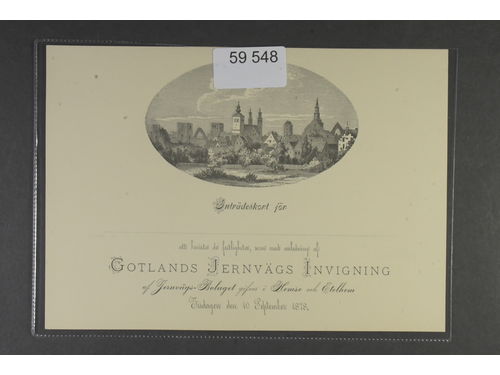 59 548
Inträdeskort för
att bevista de festligheter, som med anledning af
GOTLANDS JERNVÄGS INVIGNING
af Jernvägs-Bolaget gifvas i Hemse och Etelhem
Tisdagen den 10 September 1878.